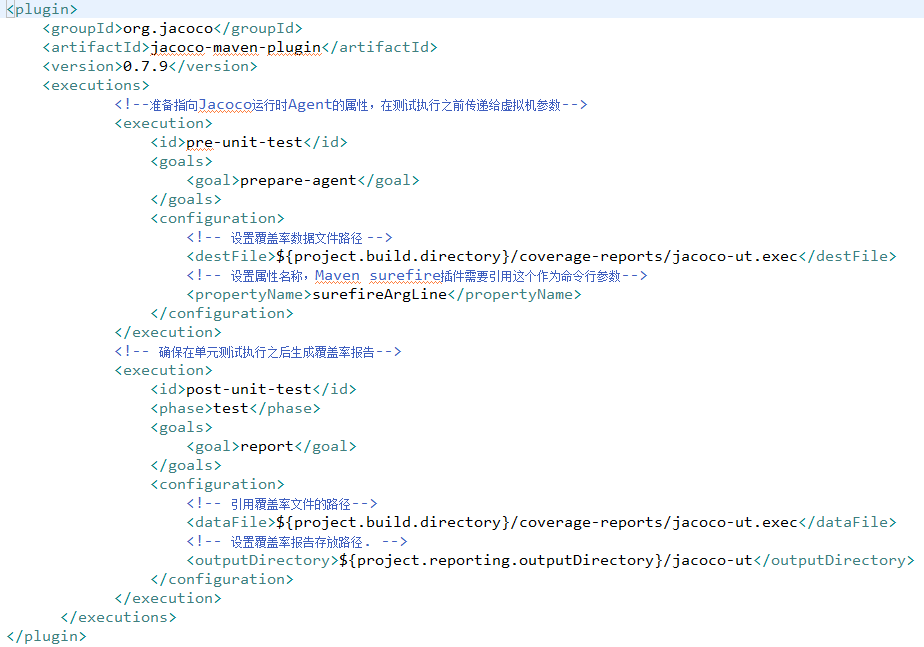 <plugin>
<groupId>org.jacoco</groupId>
<artifactId>jacoco-maven-plugin</artifactId>
<version>0.7.9</version>
<executions>
<!--准备指向Jacoco运行时Agent的属性，在测试执行之前传递给虚拟机参数-->
<execution>
<id>pre-unit-test</id>
<goals>
<goal>prepare-agent</goal>
</goals>
<configuration>
<!-- 设置覆盖率数据文件路径 -->
<destFile>${project.build.directory}/coverage-reports/jacoco-ut.exec</destFile>
<!-- 设置属性名称，Maven surefire插件需要引用这个作为命令行参数-->
<propertyName>surefireArgLine</propertyName>
</configuration>
</execution>
<!-- 确保在单元测试执行之后生成覆盖率报告-->
<execution>
<id>post-unit-test</id>
<phase>test</phase>
<goals>
<goal>report</goal>
</goals>
<configuration>
<!-- 引用覆盖率文件的路径-->
<dataFile>${project.build.directory}/coverage-reports/jacoco-ut.exec</dataFile>
<!-- 设置覆盖率报告存放路径. -->
<outputDirectory>${project.reporting.outputDirectory}/jacoco-ut</outputDirectory>
</configuration>
</execution>
</executions>
</plugin>